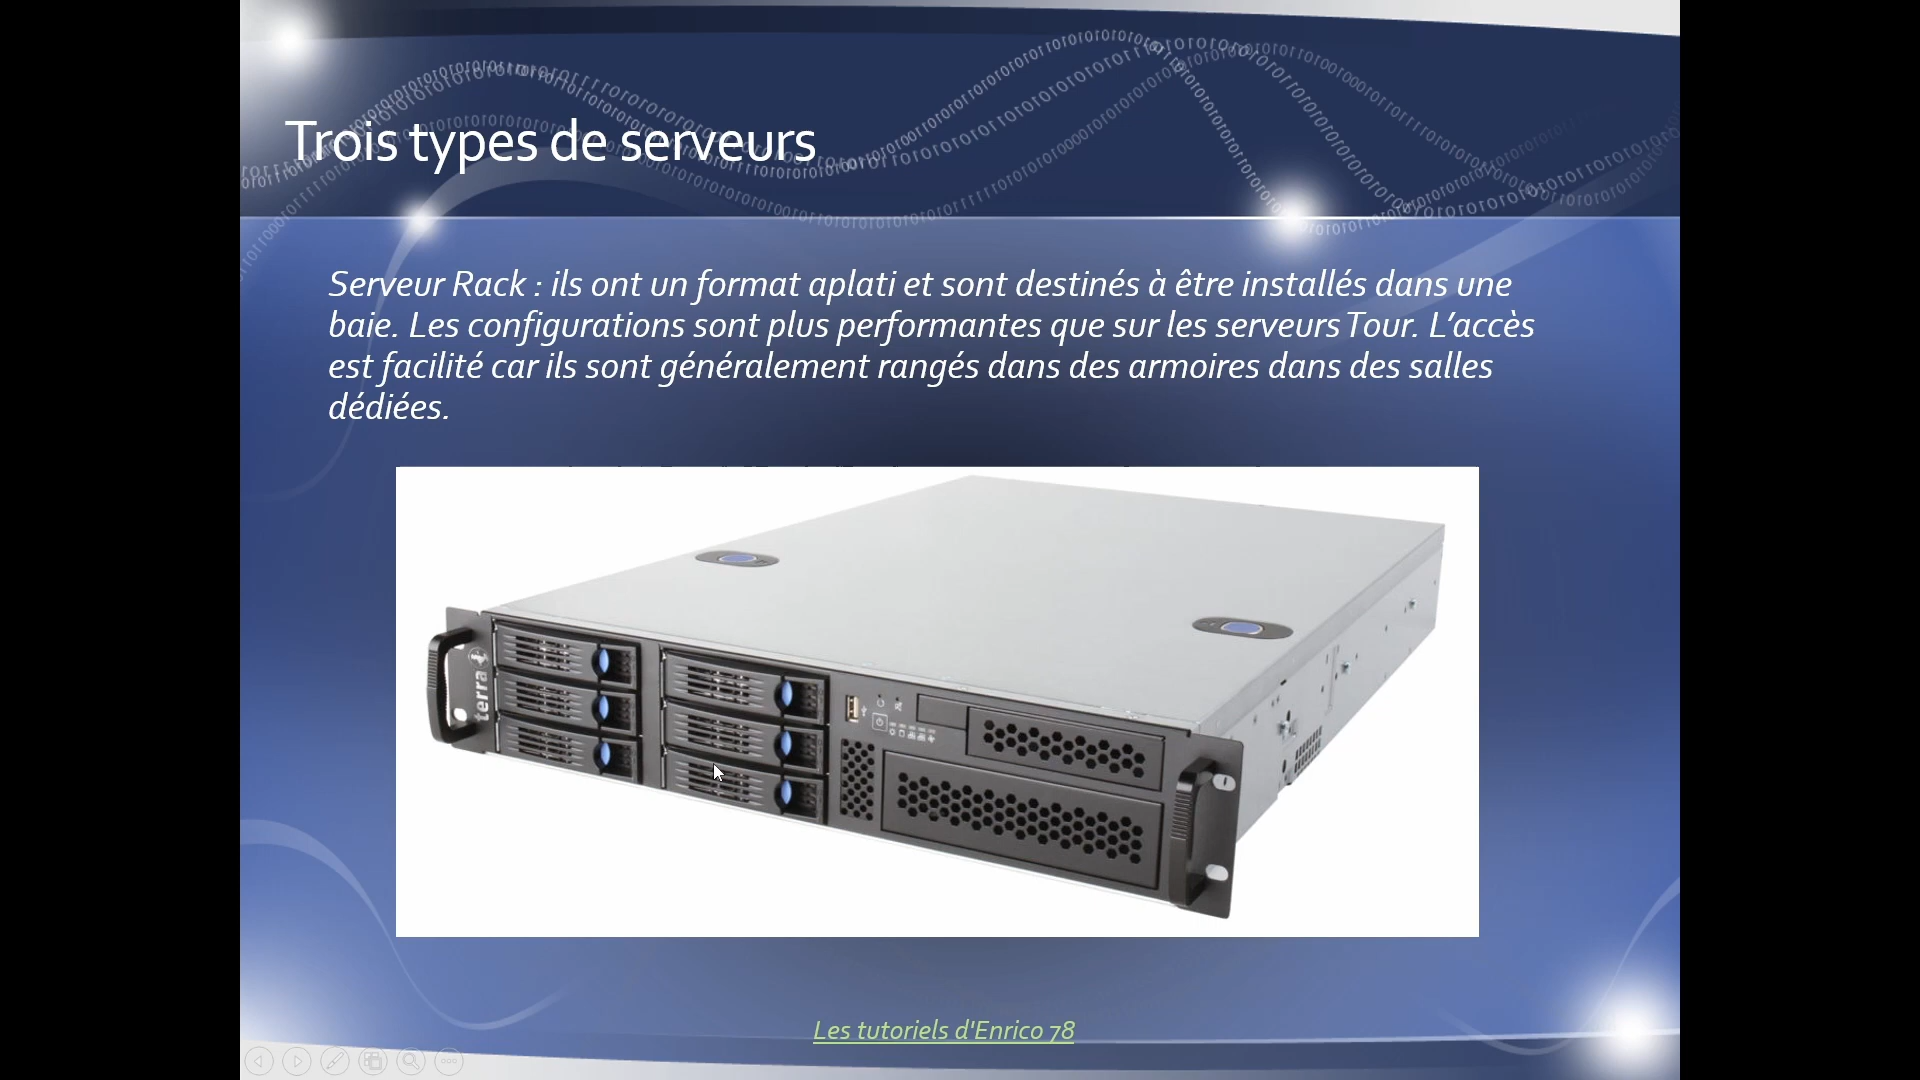 Trois types de serveurs
Serveur Rack : ils ont un format aplati et sont destinés à être installés dans une
baie. Les configurations sont plus performantes que sur les serveurs Tour. L’accès
est facilité car ils sont généralement rangés dans des armoires dans des salles
dédiées.
terra
Les tutoriels d'Enrico 78